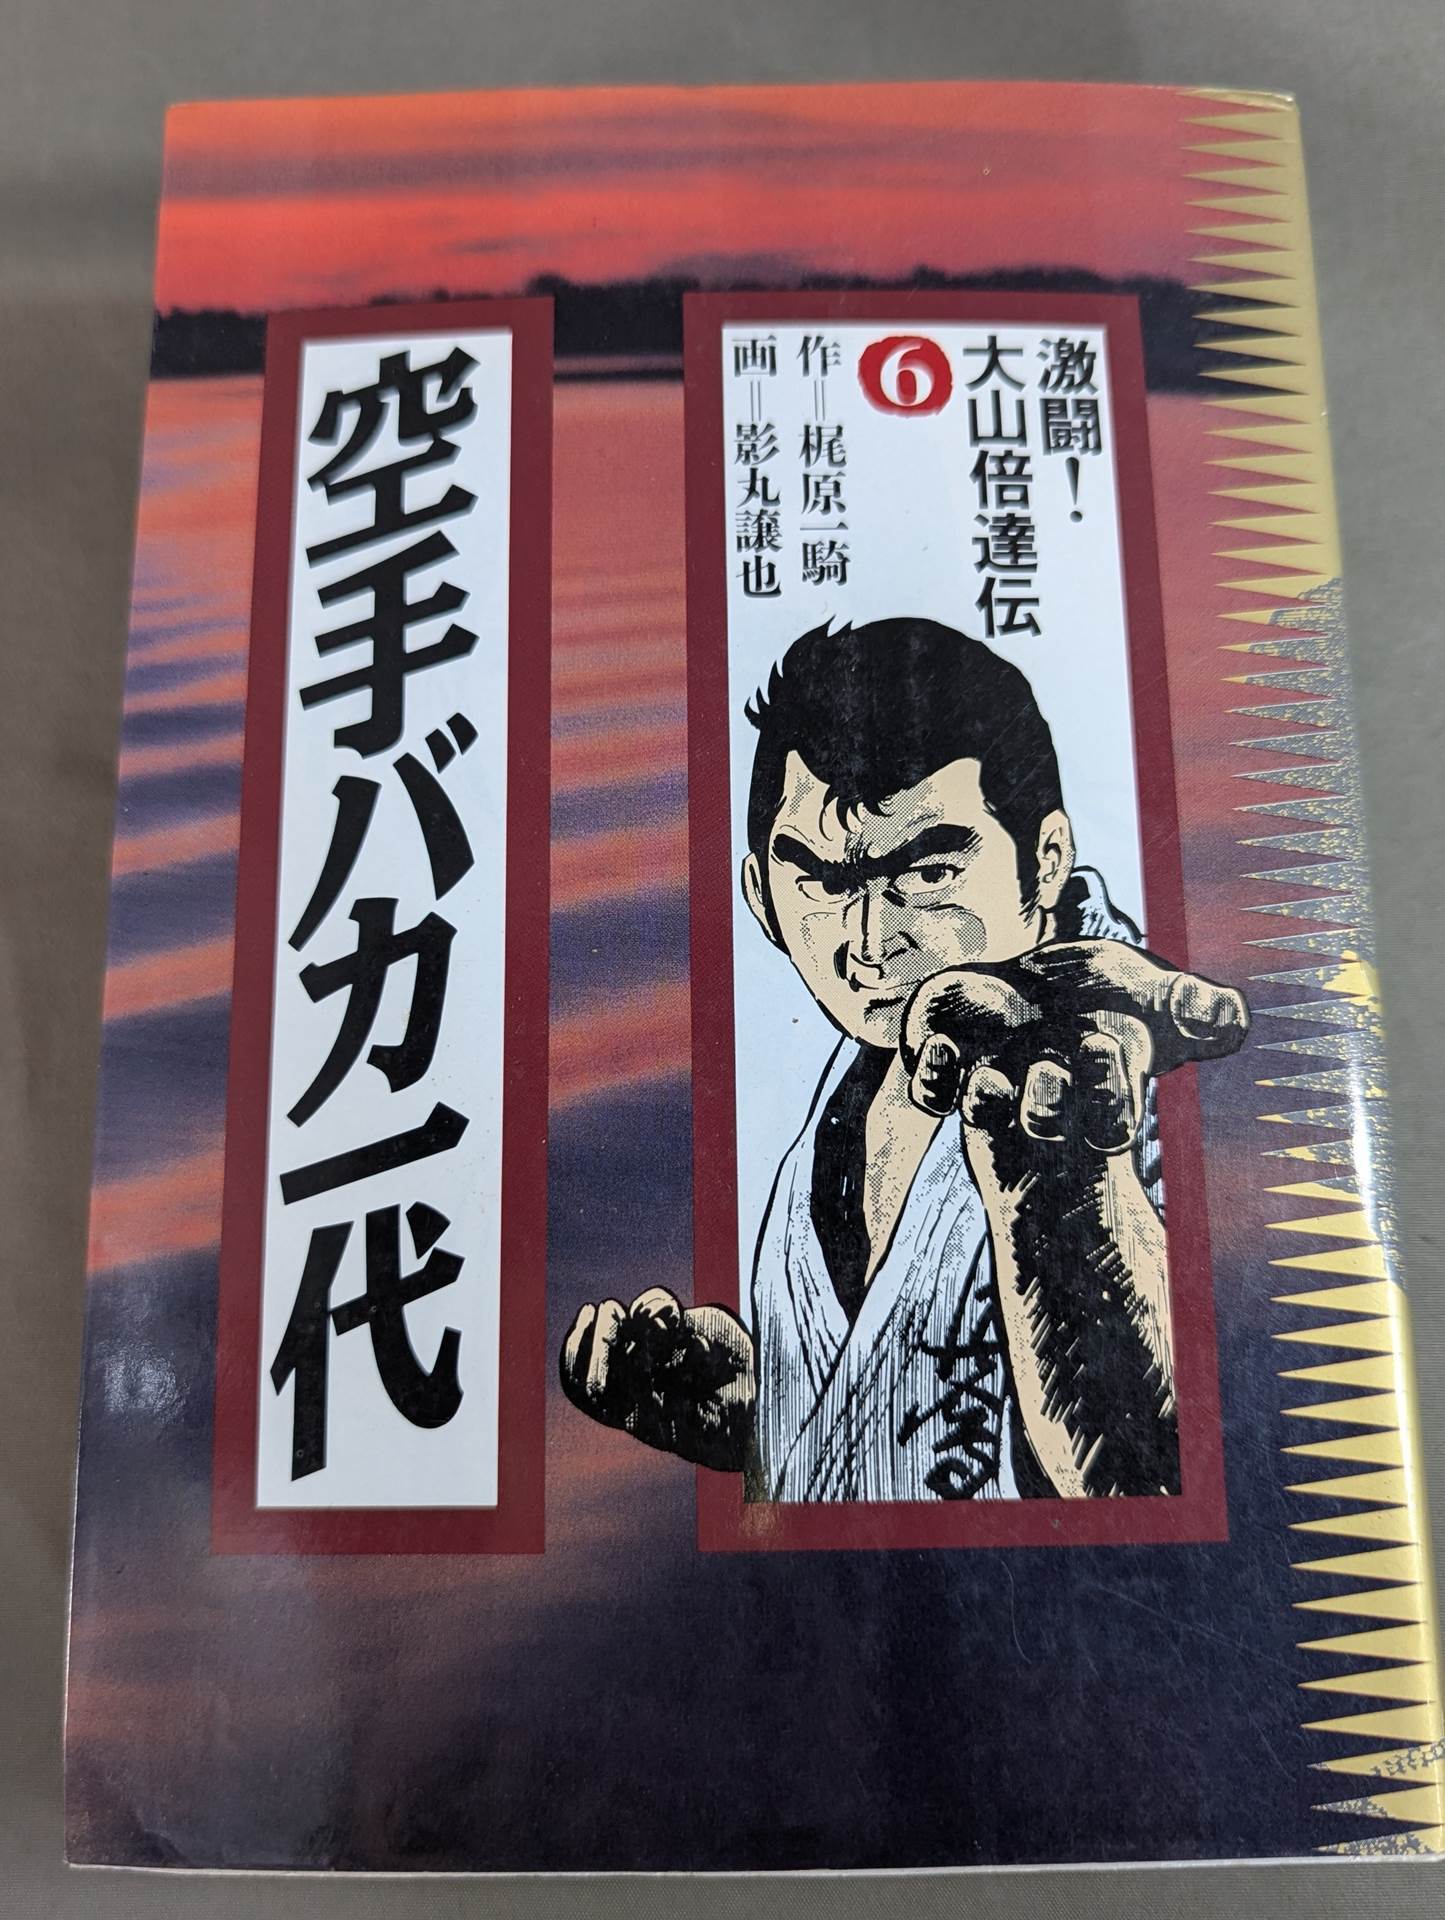 激闘!
大山倍達伝
6
作=梶原一騎
画=影丸譲也
空手バカ一代